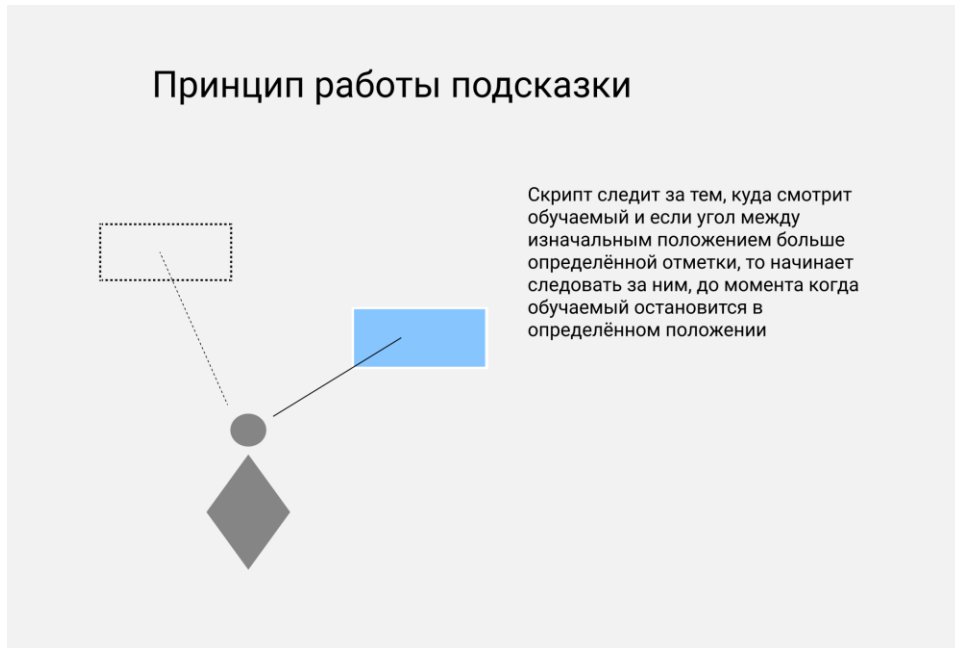 Принцип работы подсказки
Скрипт следит за тем, куда смотрит
обучаемый и если угол между
изначальным положением больше
определённой отметки, то начинает
следовать за ним, до момента когда
обучаемый остановится в
определённом положении